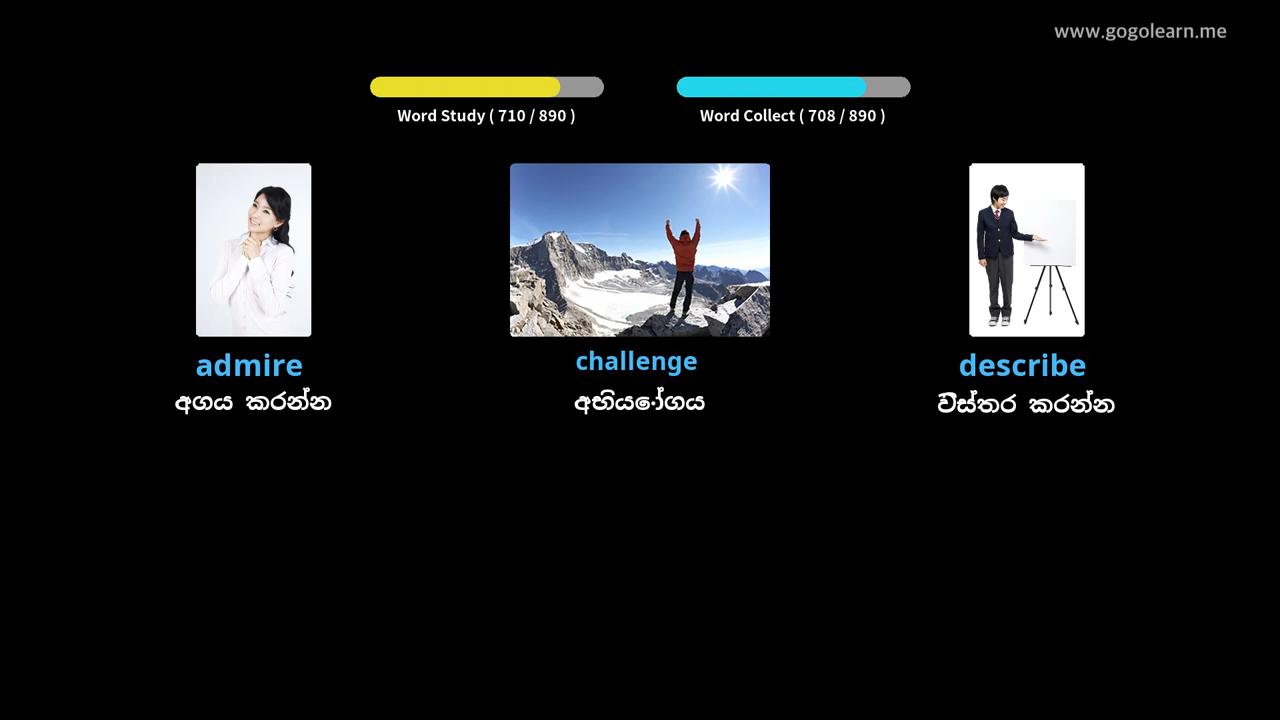 www.gogolearn.me
Word Study ( 710 / 890 )
Word Collect ( 708 / 890 )
admire
challenge
describe
අගය කරන්න
අභියෝගය
විස්තර කරන්න